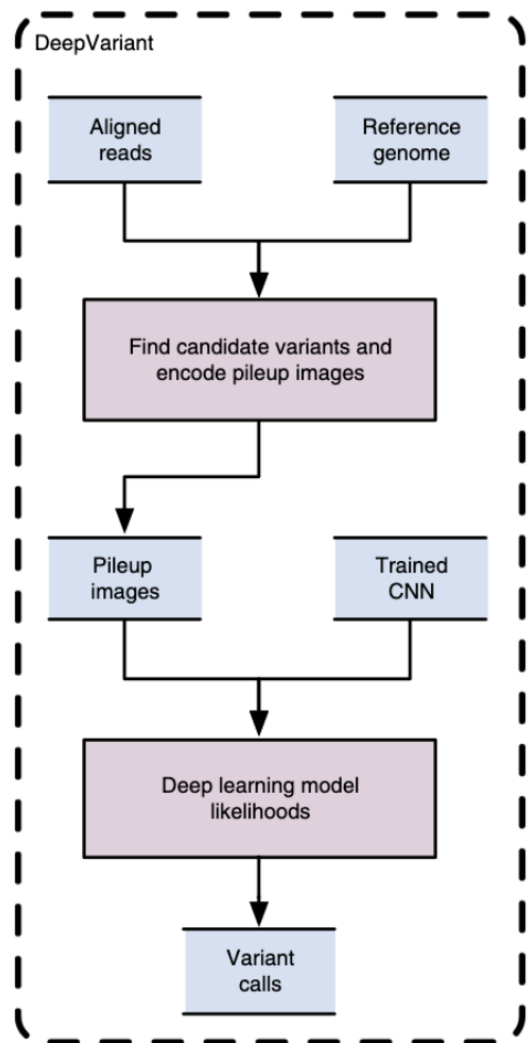 DeepVariant
Aligned
reads
Reference
genome
Find candidate variants and
encode pileup images
Pileup
images
Trained
CNN
Deep learning model
likelihoods
Variant
calls